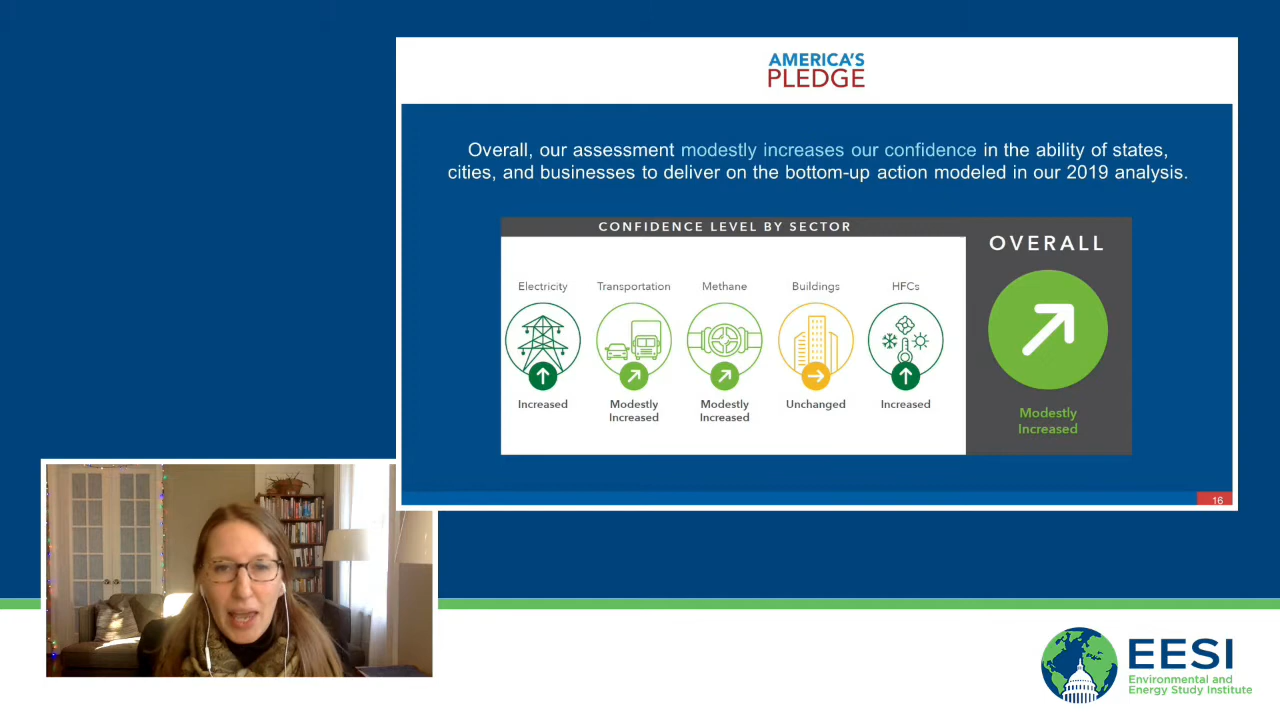 AMERICA'S
PLEDGE
Overall, our assessment modestly increases our confidence in the ability of states,
cities, and businesses to deliver on the bottom-up action modeled in our 2019 analysis.
CONFIDENCE LEVEL BY SECTOR
Electricity
Transportation
Methane
Buildings
HFCs
Increased
Modestly
Increased
Modestly
Increased
Unchanged
Increased
OVERALL
Modestly
Increased
16
EESI
Environmental and
Energy Study Institute